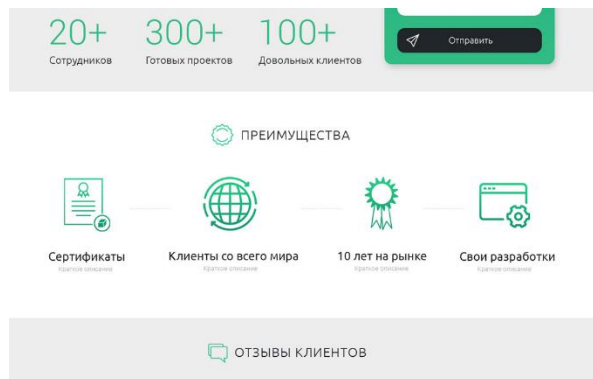 20+ 300+ 100+
Сотрудников Готовых проектов Довольных клиентов
Отправить
ПРЕИМУЩЕСТВА
Сертификаты Клиенты со всего мира 10 лет на рынке Свои разработки
Краткое описание Краткое описание Краткое описание Краткое описание
ОТЗЫВЫ КЛИЕНТОВ